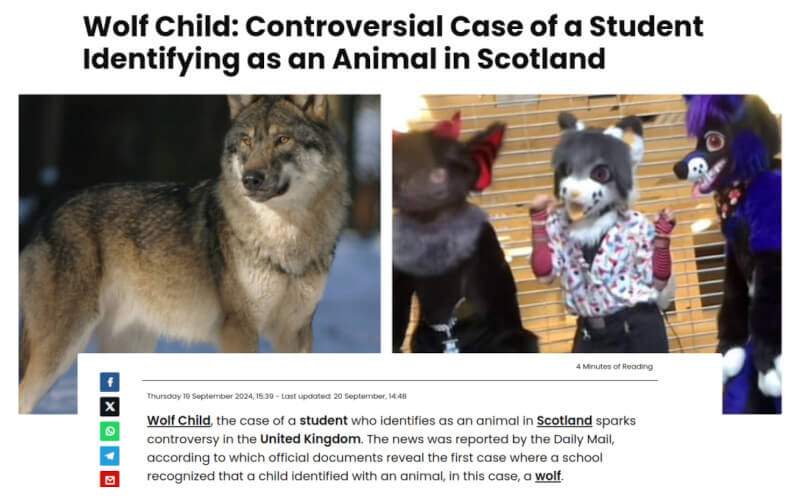 Wolf Child: Controversial Case of a Student
Identifying as an Animal in Scotland
4 Minutes of Reading
Thursday 19 September 2024, 15:39 - Last updated: 20 September, 14:48
Wolf Child, the case of a student who identifies as an animal in Scotland sparks
controversy in the United Kingdom. The news was reported by the Daily Mail,
according to which official documents reveal the first case where a school
recognized that a child identified with an animal, in this case, a wolf.